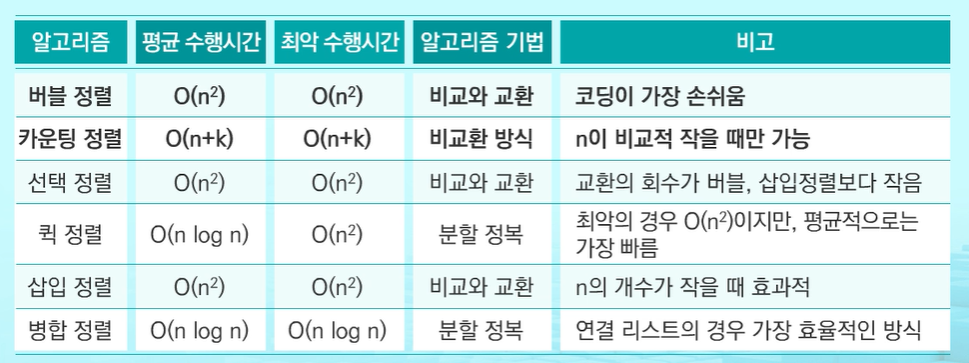 알고리즘 평균 수행시간 최악 수행시간 알고리즘 기법 비고
버블 정렬 O(n²) O(n²) 비교와 교환 코딩이 가장 손쉬움
카운팅 정렬 O(n+k) O(n+k) 비교환 방식 n이 비교적 작을 때만 가능
선택 정렬 O(n²) O(n²) 비교와 교환 교환의 회수가 버블, 삽입정렬보다 작음
퀵 정렬 O(n log n) O(n²) 분할 정복 최악의 경우 O(n²)이지만, 평균적으로는
가장 빠름
삽입 정렬 O(n²) O(n²) 비교와 교환 n의 개수가 작을 때 효과적
병합 정렬 O(n log n) O(n log n) 분할 정복 연결 리스트의 경우 가장 효율적인 방식